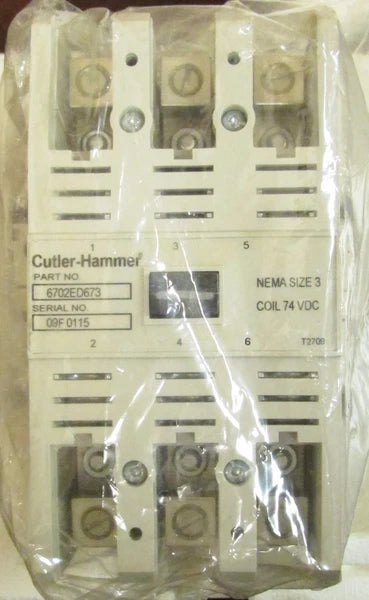 1 3 5
Cutler-Hammer
PART NO.
6702ED673
SERIAL NO.
09F0115
NEMA SIZE 3
COIL 74 VDC
2 4 6
T2709